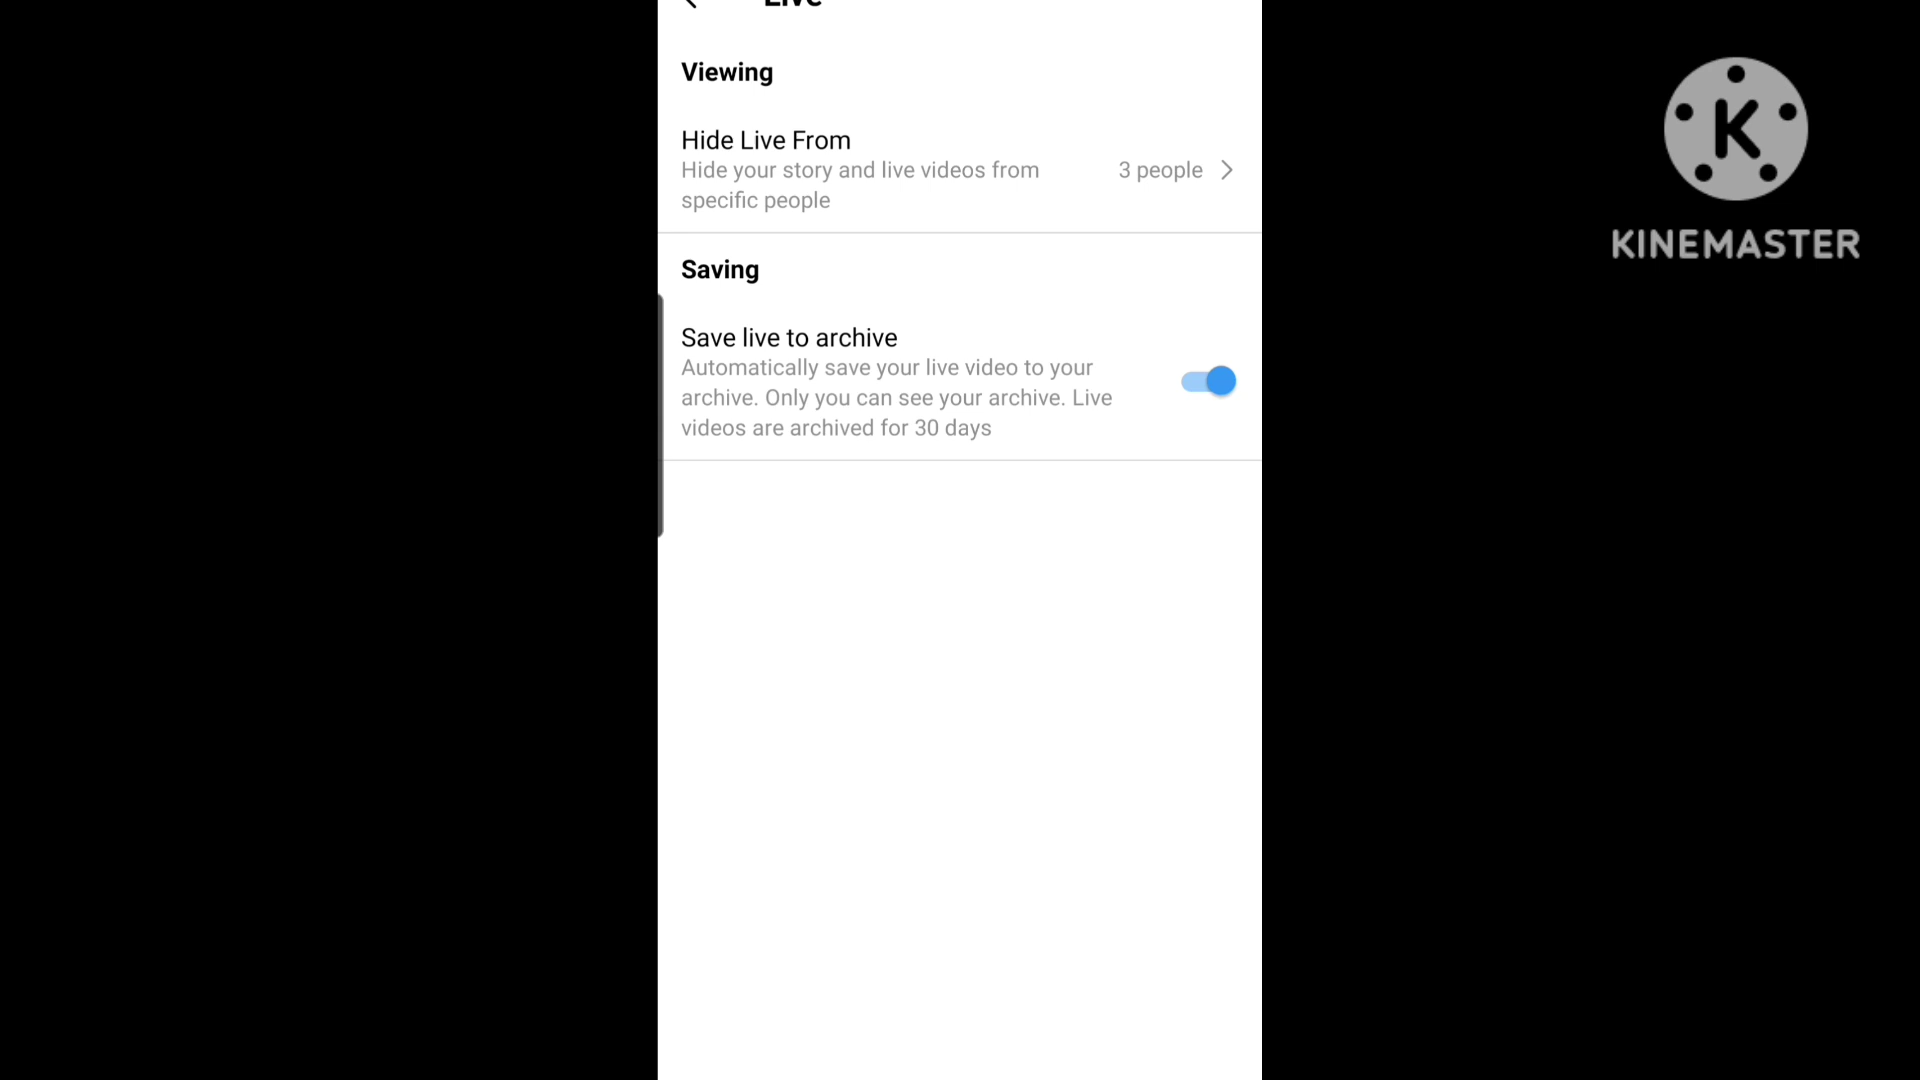 Live
Viewing
Hide Live From
Hide your story and live videos from
specific people
3 people
Saving
Save live to archive
Automatically save your live video to your
archive. Only you can see your archive. Live
videos are archived for 30 days
K
KINEMASTER